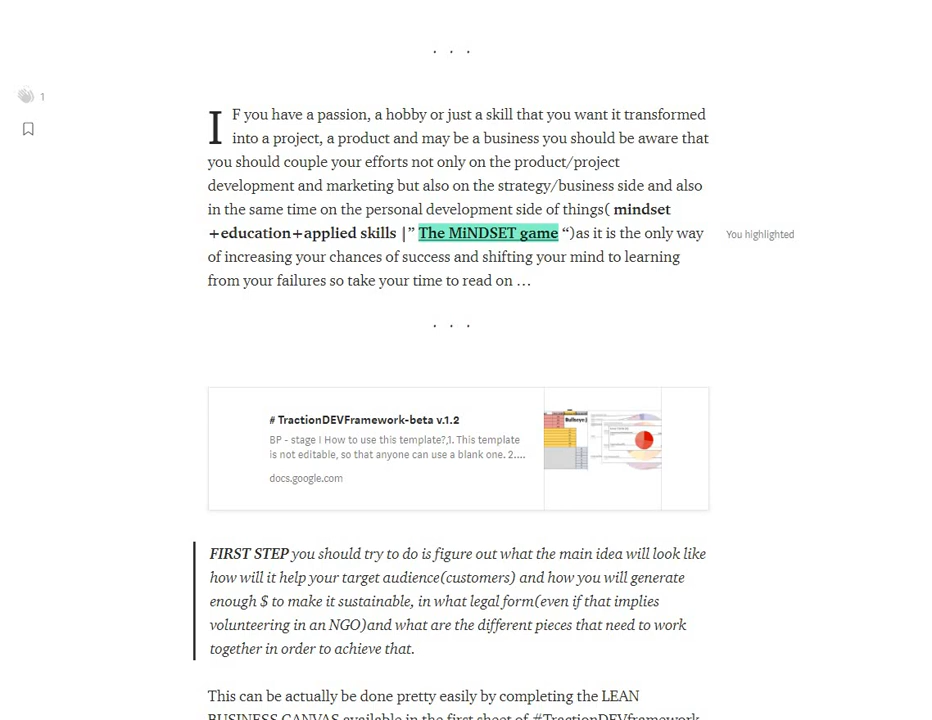 . . .
1
IF you have a passion, a hobby or just a skill that you want it transformed
into a project, a product and may be a business you should be aware that
you should couple your efforts not only on the product/project
development and marketing but also on the strategy/business side and also
in the same time on the personal development side of things( mindset
+education+applied skills |” The MiNDSET game “)as it is the only way
You highlighted
of increasing your chances of success and shifting your mind to learning
from your failures so take your time to read on …
. . .
# TractionDEVFramework-beta v.1.2
BP - stage I How to use this template?,1. This template
is not editable, so that anyone can use a blank one. 2....
docs.google.com
FIRST STEP you should try to do is figure out what the main idea will look like
how will it help your target audience(customers) and how you will generate
enough $ to make it sustainable, in what legal form(even if that implies
volunteering in an NGO)and what are the different pieces that need to work
together in order to achieve that.
This can be actually be done pretty easily by completing the LEAN
BUSINESS CANVAS available in the first sheet of #TractionDEVframework